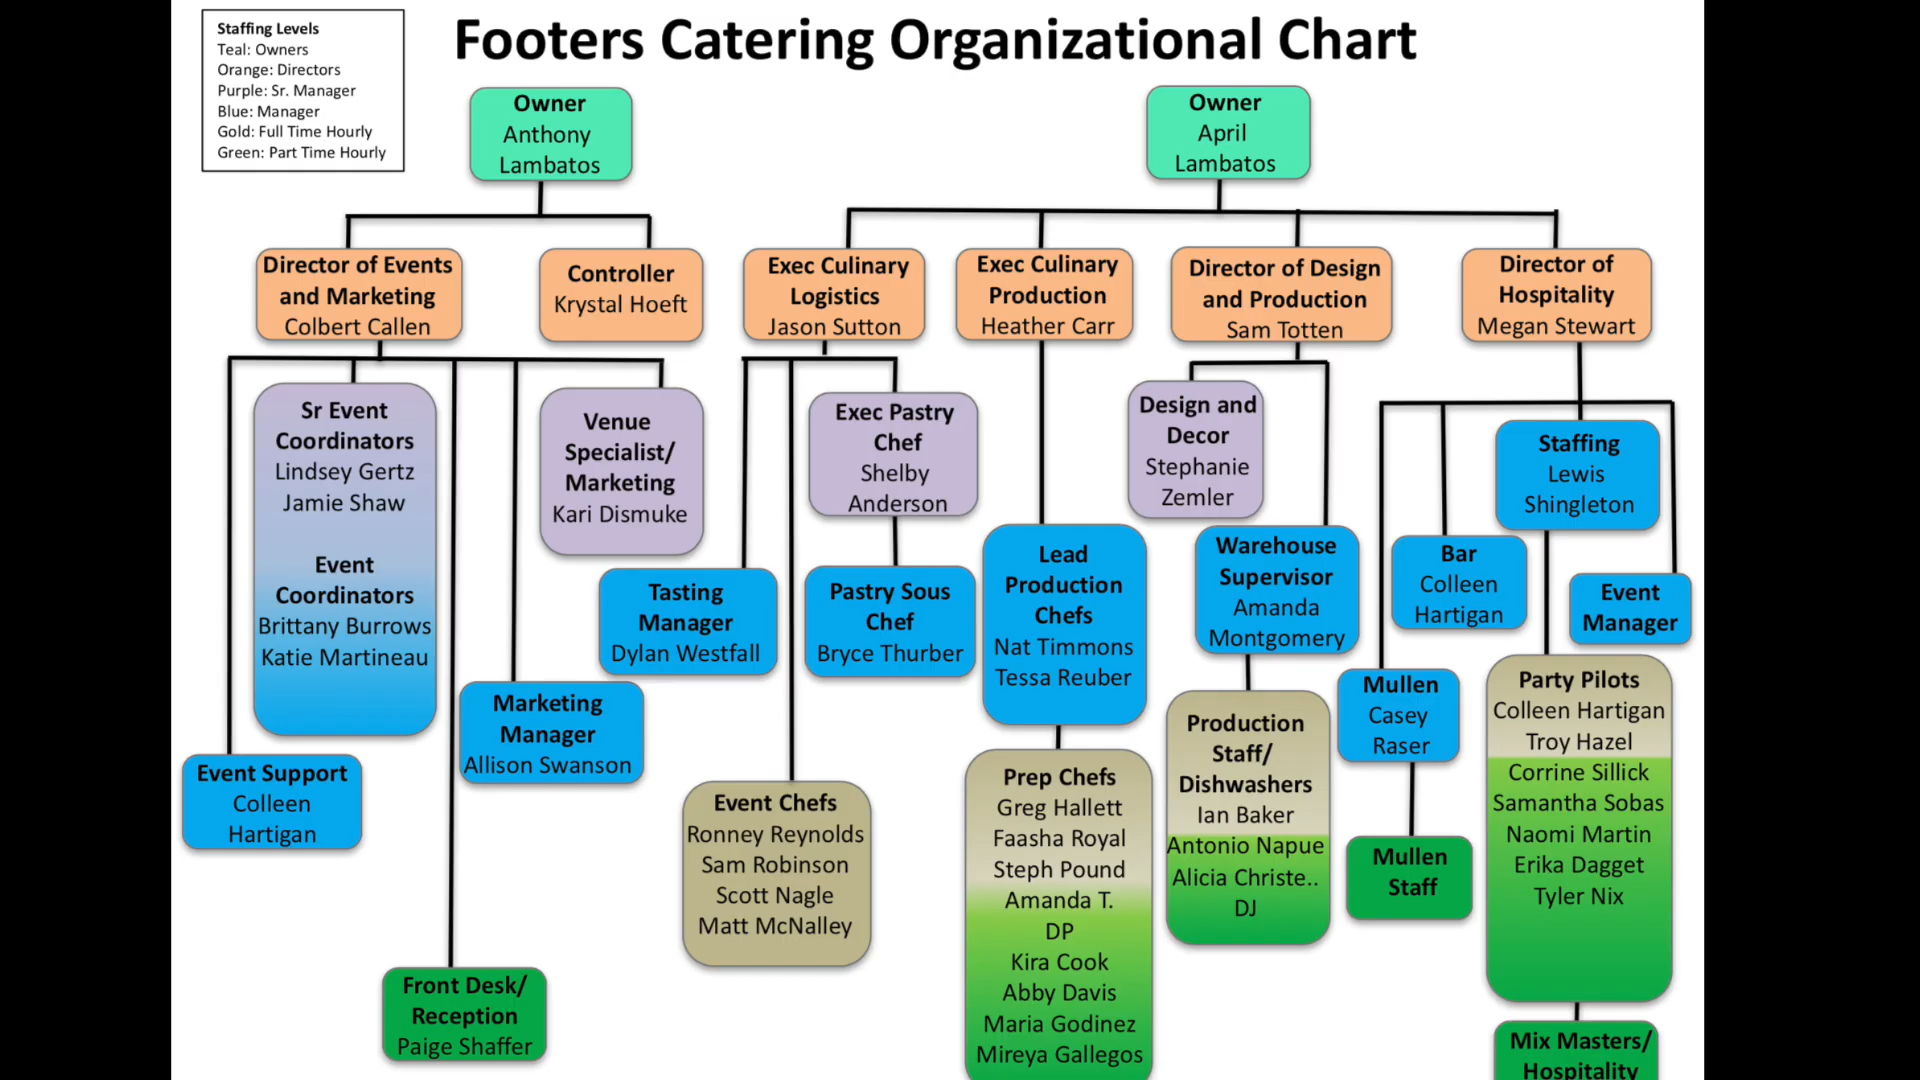 Staffing Levels
Teal: Owners
Orange: Directors
Purple: Sr. Manager
Blue: Manager
Gold: Full Time Hourly
Green: Part Time Hourly
Footers Catering Organizational Chart
Owner
Anthony
Lambatos
Owner
April
Lambatos
Director of Events
and Marketing
Colbert Callen
Controller
Krystal Hoeft
Exec Culinary
Logistics
Jason Sutton
Exec Culinary
Production
Heather Carr
Director of Design
and Production
Sam Totten
Director of
Hospitality
Megan Stewart
Sr Event
Coordinators
Lindsey Gertz
Jamie Shaw
Event
Coordinators
Brittany Burrows
Katie Martineau
Venue
Specialist/
Marketing
Kari Dismuke
Exec Pastry
Chef
Shelby
Anderson
Design and
Decor
Stephanie
Zemler
Staffing
Lewis
Shingleton
Tasting
Manager
Dylan Westfall
Pastry Sous
Chef
Bryce Thurber
Lead
Production
Chefs
Nat Timmons
Tessa Reuber
Warehouse
Supervisor
Amanda
Montgomery
Bar
Colleen
Hartigan
Event
Manager
Marketing
Manager
Allison Swanson
Mullen
Casey
Raser
Party Pilots
Colleen Hartigan
Troy Hazel
Corrine Sillick
Samantha Sobas
Naomi Martin
Erika Dagget
Tyler Nix
Event Support
Colleen
Hartigan
Event Chefs
Ronney Reynolds
Sam Robinson
Scott Nagle
Matt McNalley
Prep Chefs
Greg Hallett
Faasha Royal
Steph Pound
Amanda T.
DP
Kira Cook
Abby Davis
Maria Godinez
Mireya Gallegos
Production
Staff/
Dishwashers
Ian Baker
Antonio Napue
Alicia Christe..
DJ
Mullen
Staff
Front Desk/
Reception
Paige Shaffer
Mix Masters/
Hospitality